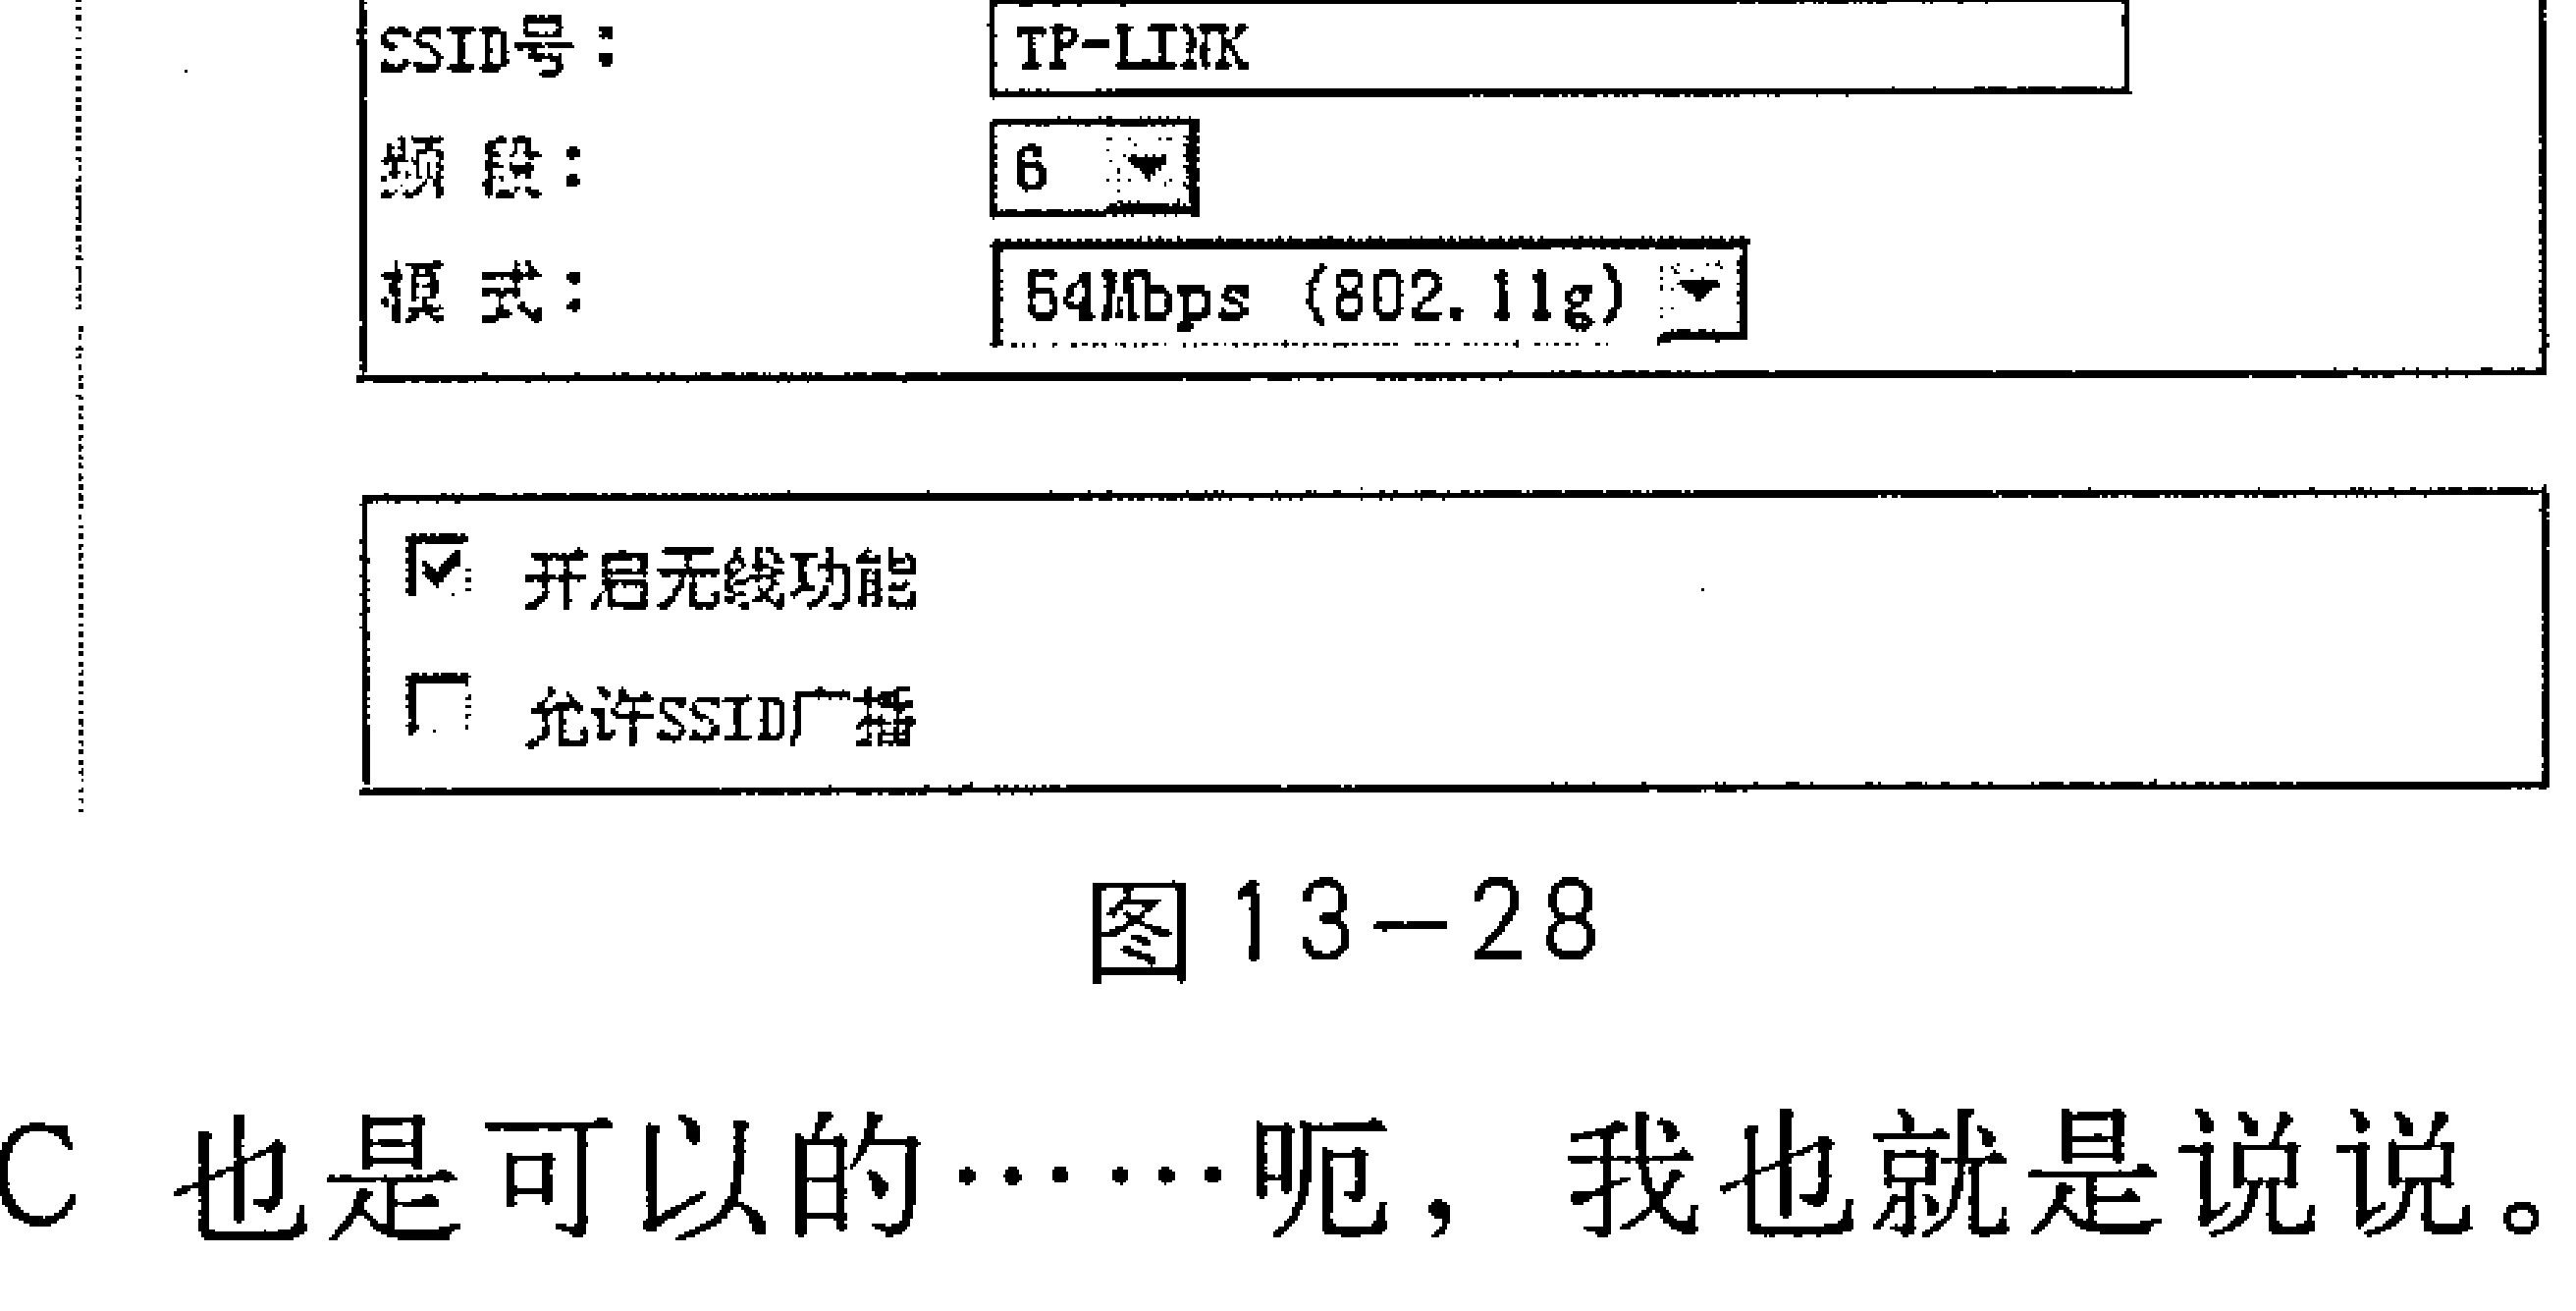 SSID号： TP-LINK
频 段： 6
模 式： 54Mbps (802.11g)
开启无线功能
允许SSID广播
图 13-28
C 也是可以的……呃，我也就是说说。